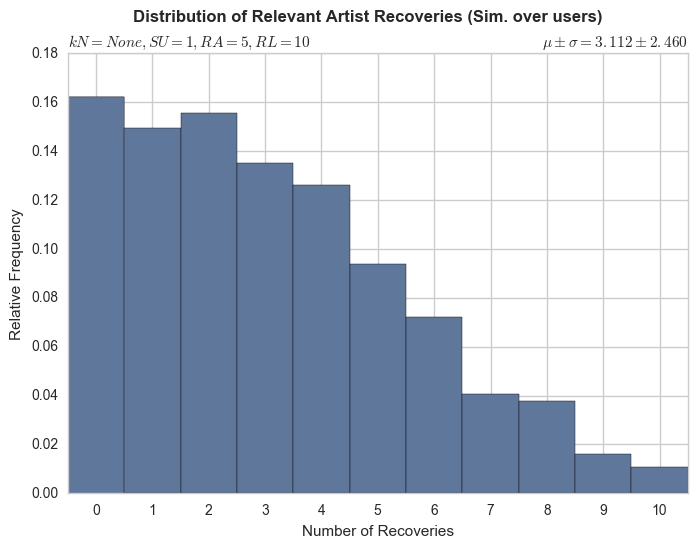 Distribution of Relevant Artist Recoveries (Sim. over users)
kN = None, SU = 1, RA = 5, RL = 10
μ ± σ = 3.112 ± 2.460
0.18
0.16
0.14
0.12
0.10
0.08
0.06
0.04
0.02
0.00
Relative Frequency
0 1 2 3 4 5 6 7 8 9 10
Number of Recoveries